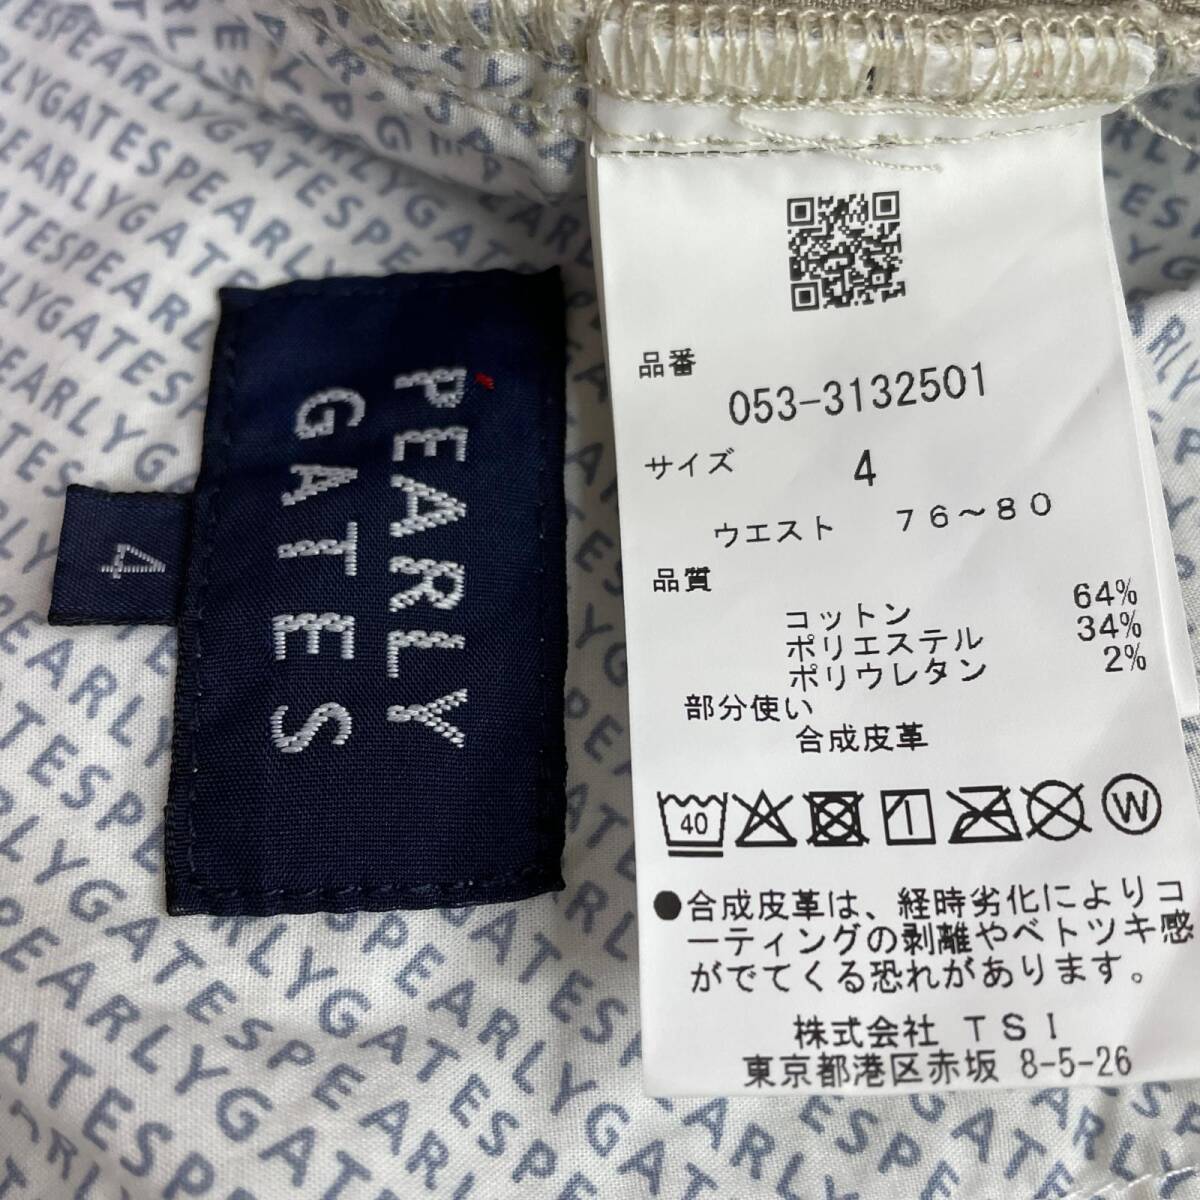 PEARLY
GATES
4
品番
053-3132501
サイズ 4
ウエスト 76~80
品質
コットン 64%
ポリエステル 34%
ポリウレタン 2%
部分使い
合成皮革
40
W
●合成皮革は、経時劣化によりコ
ーティングの剥離やベトツキ感
がでてくる恐れがあります。
株式会社 TSI
東京都港区赤坂 8-5-26